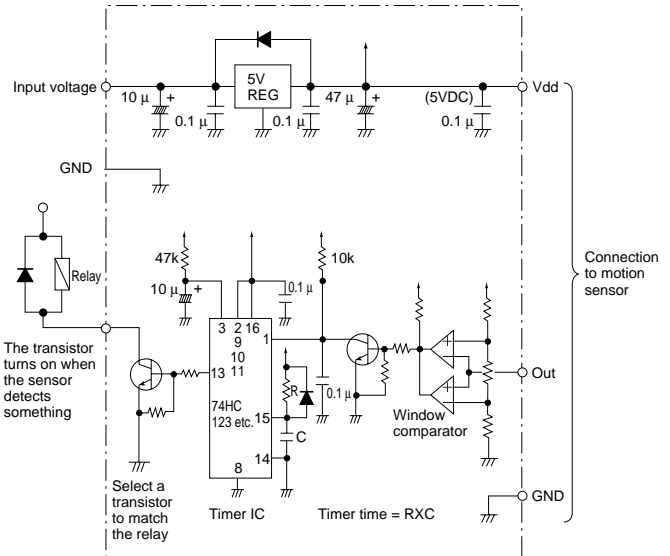 Input voltage
10 μ
+
0.1 μ
5V
REG
0.1 μ
47 μ
+
(5VDC)
0.1 μ
Vdd
GND
Relay
The transistor
turns on when
the sensor
detects
something
47k
10 μ
+
0.1 μ
10k
3
2
16
9
10
11
1
13
74HC
123 etc.
15
14
8
R
C
0.1 μ
Timer IC
Timer time = RXC
Select a
transistor
to match
the relay
+
−
+
−
Window
comparator
Out
GND
Connection
to motion
sensor